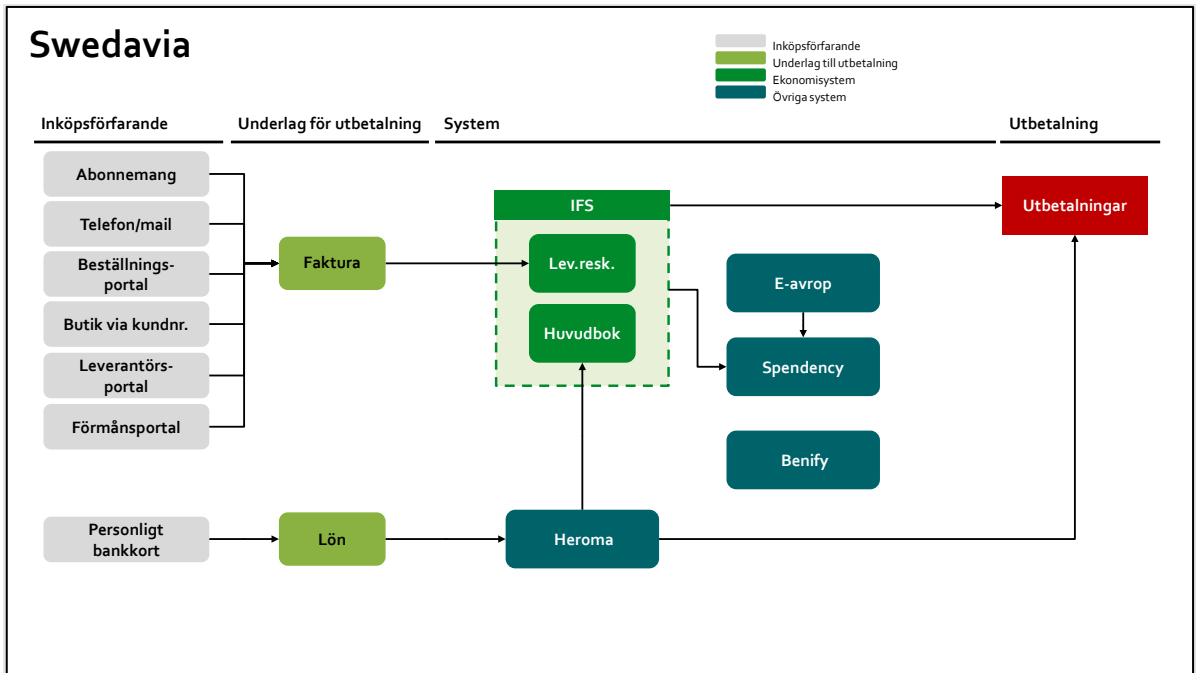 Swedavia
Inköpsförfarande
Underlag till utbetalning
Ekonomisystem
Övriga system
Inköpsförfarande
Underlag för utbetalning
System
Utbetalning
Abonnemang
Telefon/mail
Beställnings-
portal
Butik via kundnr.
Leverantörs-
portal
Förmånsportal
Personligt
bankkort
Faktura
Lön
IFS
Lev.resk.
Huvudbok
Heroma
E-avrop
Spendency
Benify
Utbetalningar